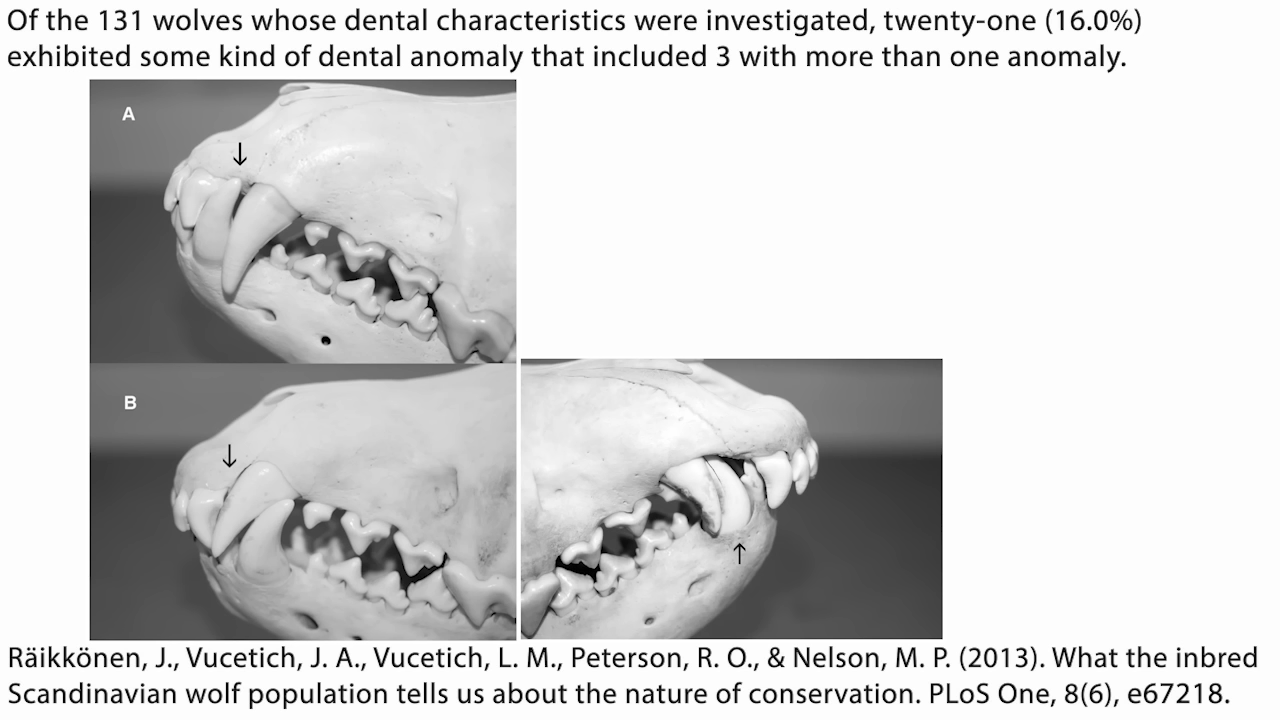 Of the 131 wolves whose dental characteristics were investigated, twenty-one (16.0%)
exhibited some kind of dental anomaly that included 3 with more than one anomaly.
A
B
Räikkönen, J., Vucetich, J. A., Vucetich, L. M., Peterson, R. O., & Nelson, M. P. (2013). What the inbred
Scandinavian wolf population tells us about the nature of conservation. PLoS One, 8(6), e67218.